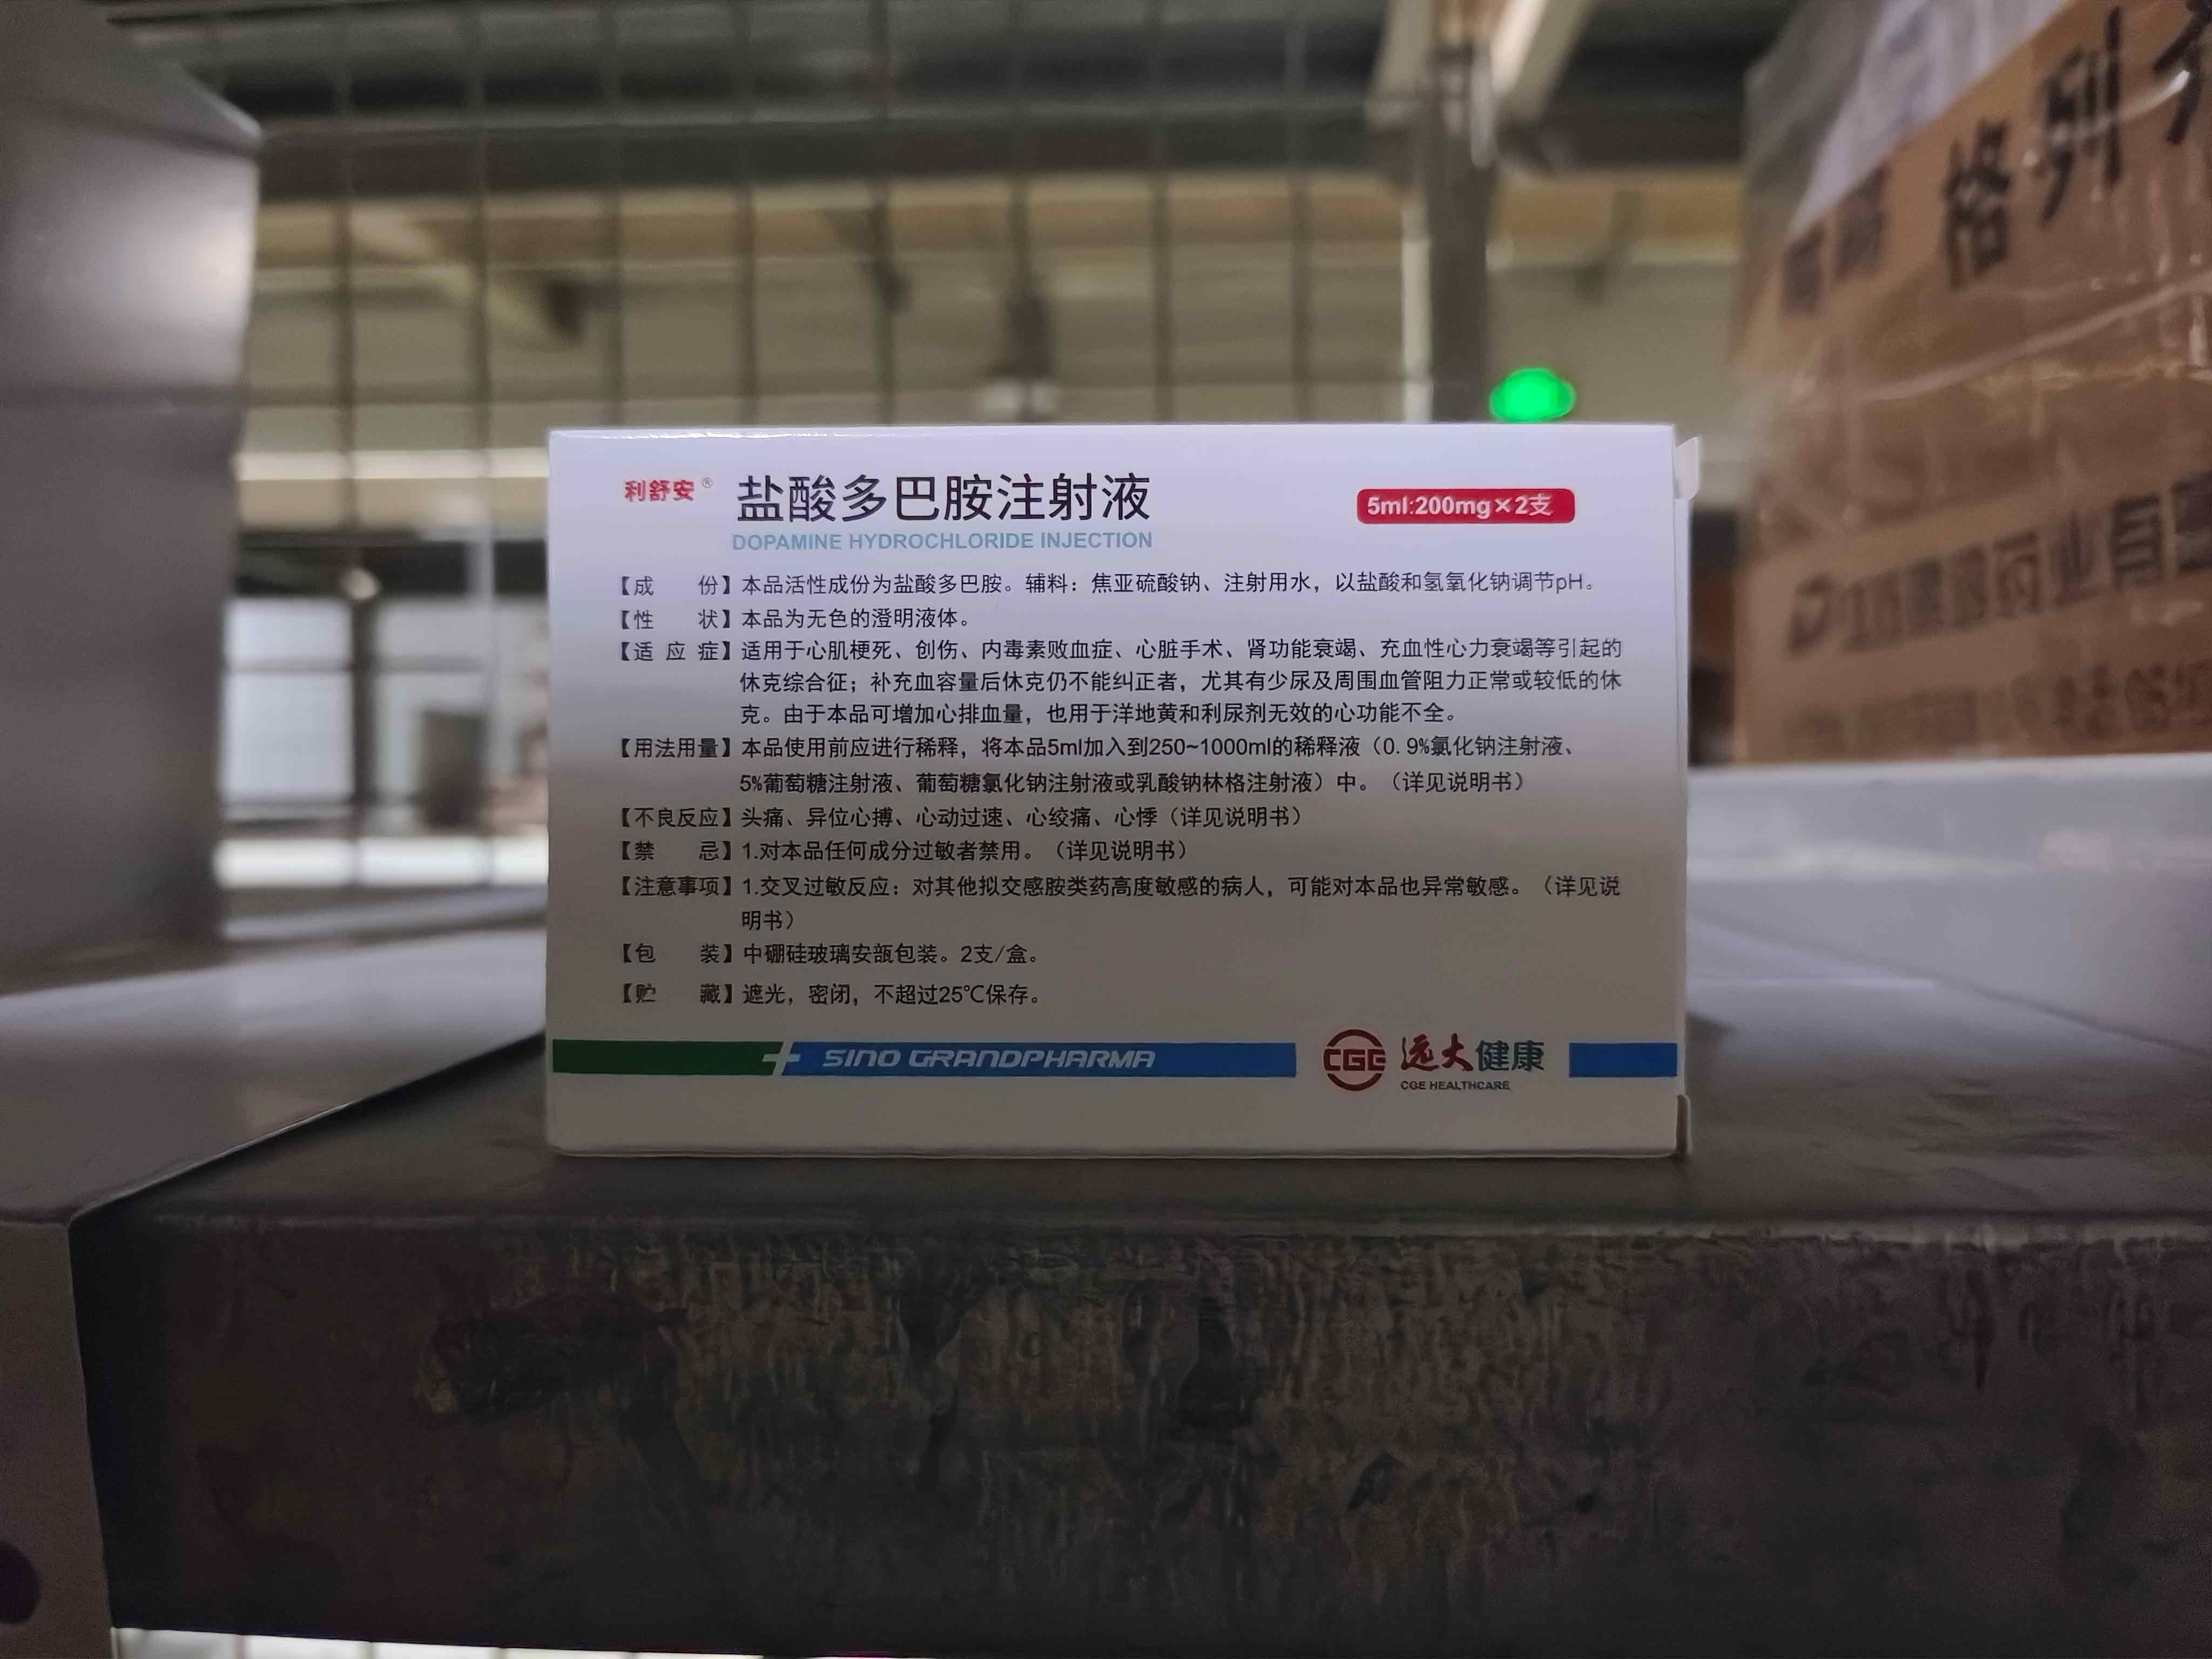 利舒安® 盐酸多巴胺注射液 5ml:200mg×2支
DOPAMINE HYDROCHLORIDE INJECTION
【成 份】本品活性成份为盐酸多巴胺。辅料：焦亚硫酸钠、注射用水，以盐酸和氢氧化钠调节pH。
【性 状】本品为无色的澄明液体。
【适 应 症】适用于心肌梗死、创伤、内毒素败血症、心脏手术、肾功能衰竭、充血性心力衰竭等引起的
休克综合征；补充血容量后休克仍不能纠正者，尤其有少尿及周围血管阻力正常或较低的休
克。由于本品可增加心排血量，也用于洋地黄和利尿剂无效的心功能不全。
【用法用量】本品使用前应进行稀释，将本品5ml加入到250~1000ml的稀释液（0.9%氯化钠注射液、
5%葡萄糖注射液、葡萄糖氯化钠注射液或乳酸钠林格注射液）中。（详见说明书）
【不良反应】头痛、异位心搏、心动过速、心绞痛、心悸（详见说明书）
【禁 忌】1.对本品任何成分过敏者禁用。（详见说明书）
【注意事项】1.交叉过敏反应：对其他拟交感胺类药高度敏感的病人，可能对本品也异常敏感。（详见说
明书）
【包 装】中硼硅玻璃安瓿包装。2支/盒。
【贮 藏】遮光，密闭，不超过25℃保存。
SINO GRANDPHARMA CGE 远大健康
CGE HEALTHCARE
格列
药业有